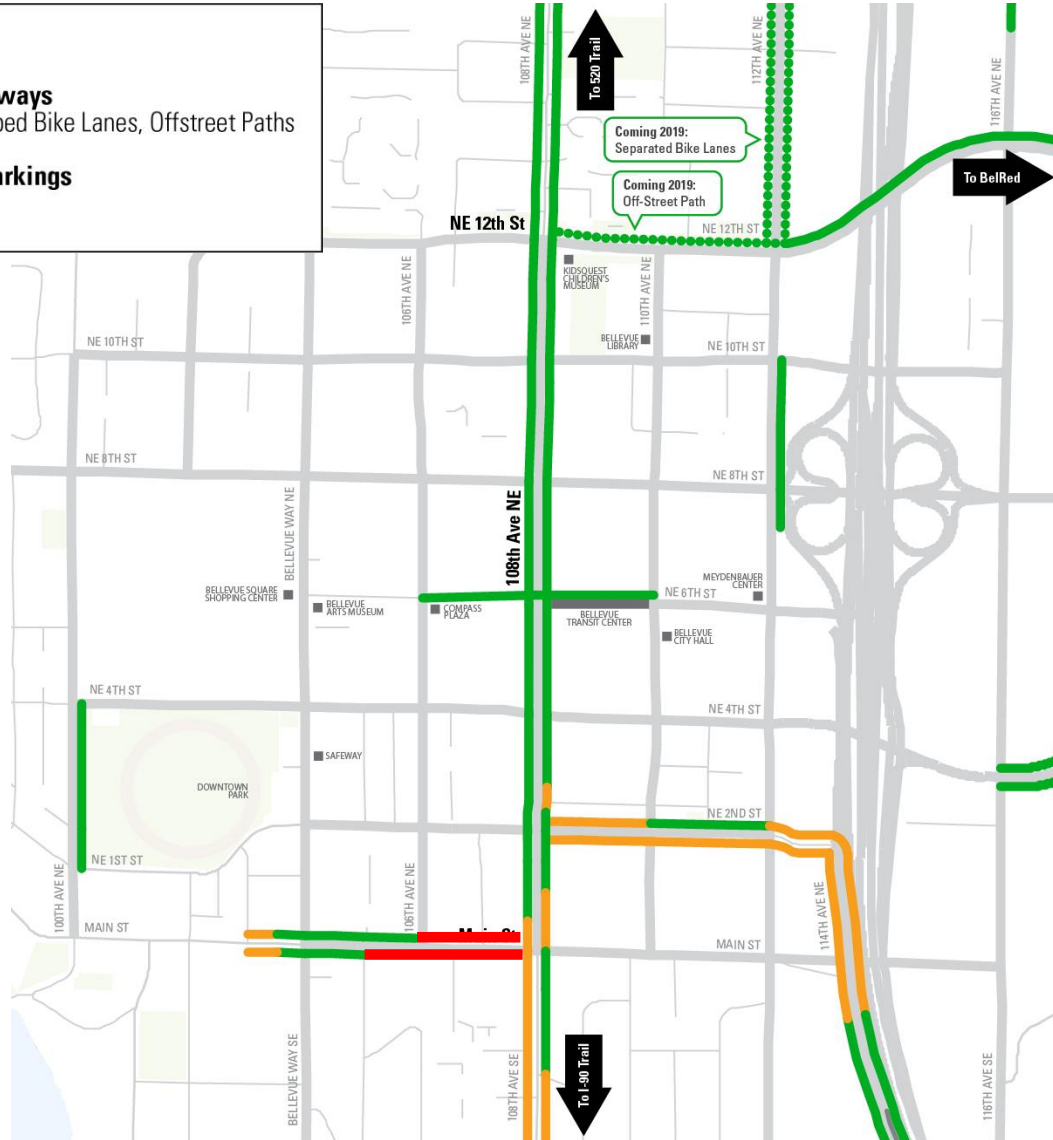 ways
ed Bike Lanes, Offstreet Paths
arkings
108TH AVE NE
To 520 Trail
112TH AVE NE
116TH AVE NE
Coming 2019:
Separated Bike Lanes
To BelRed
Coming 2019:
Off-Street Path
NE 12th St
NE 12TH ST
KIDSQUEST
CHILDREN'S
MUSEUM
106TH AVE NE
110TH AVE NE
BELLEVUE
LIBRARY
NE 10TH ST
NE 10TH ST
NE 8TH ST
NE 8TH ST
BELLEVUE WAY NE
108th Ave NE
BELLEVUE SQUARE
SHOPPING CENTER
BELLEVUE
ARTS MUSEUM
COMPASS
PLAZA
BELLEVUE
TRANSIT CENTER
NE 6TH ST
MEYDENBAUER
CENTER
BELLEVUE
CITY HALL
NE 4TH ST
NE 4TH ST
SAFEWAY
DOWNTOWN
PARK
NE 2ND ST
NE 1ST ST
100TH AVE NE
106TH AVE NE
114TH AVE NE
MAIN ST
MAIN ST
BELLEVUE WAY SE
108TH AVE SE
To I-90 Trail
116TH AVE SE